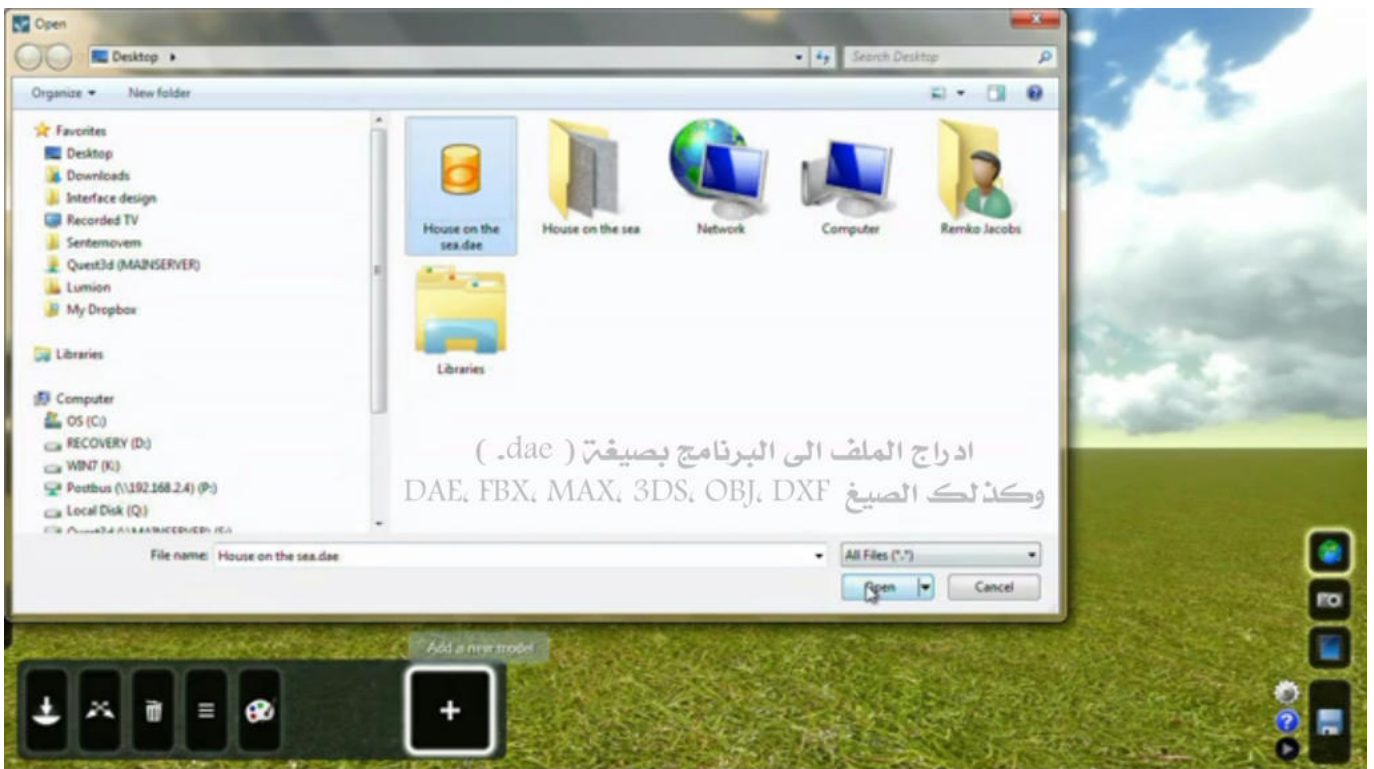 Open
Desktop
Search Desktop
Organize
New folder
Favorites
Desktop
Downloads
Interface design
Recorded TV
Sentemovem
Quest3d (MAINSERVER)
Lumion
My Dropbox
Libraries
Computer
OS (C:)
RECOVERY (D:)
WIN7 (K:)
Postbus (\\192.168.2.4) (P:)
Local Disk (Q:)
House on the
sea.dae
House on the sea
Network
Computer
Remko Jacobs
Libraries
ادراج الملف الى البرنامج بصيغة ( dae. )
وكذلك الصيغ DAE, FBX, MAX, 3DS, OBJ, DXF
File name: House on the sea.dae
All Files ("*.*")
Open
Cancel
Add a new model